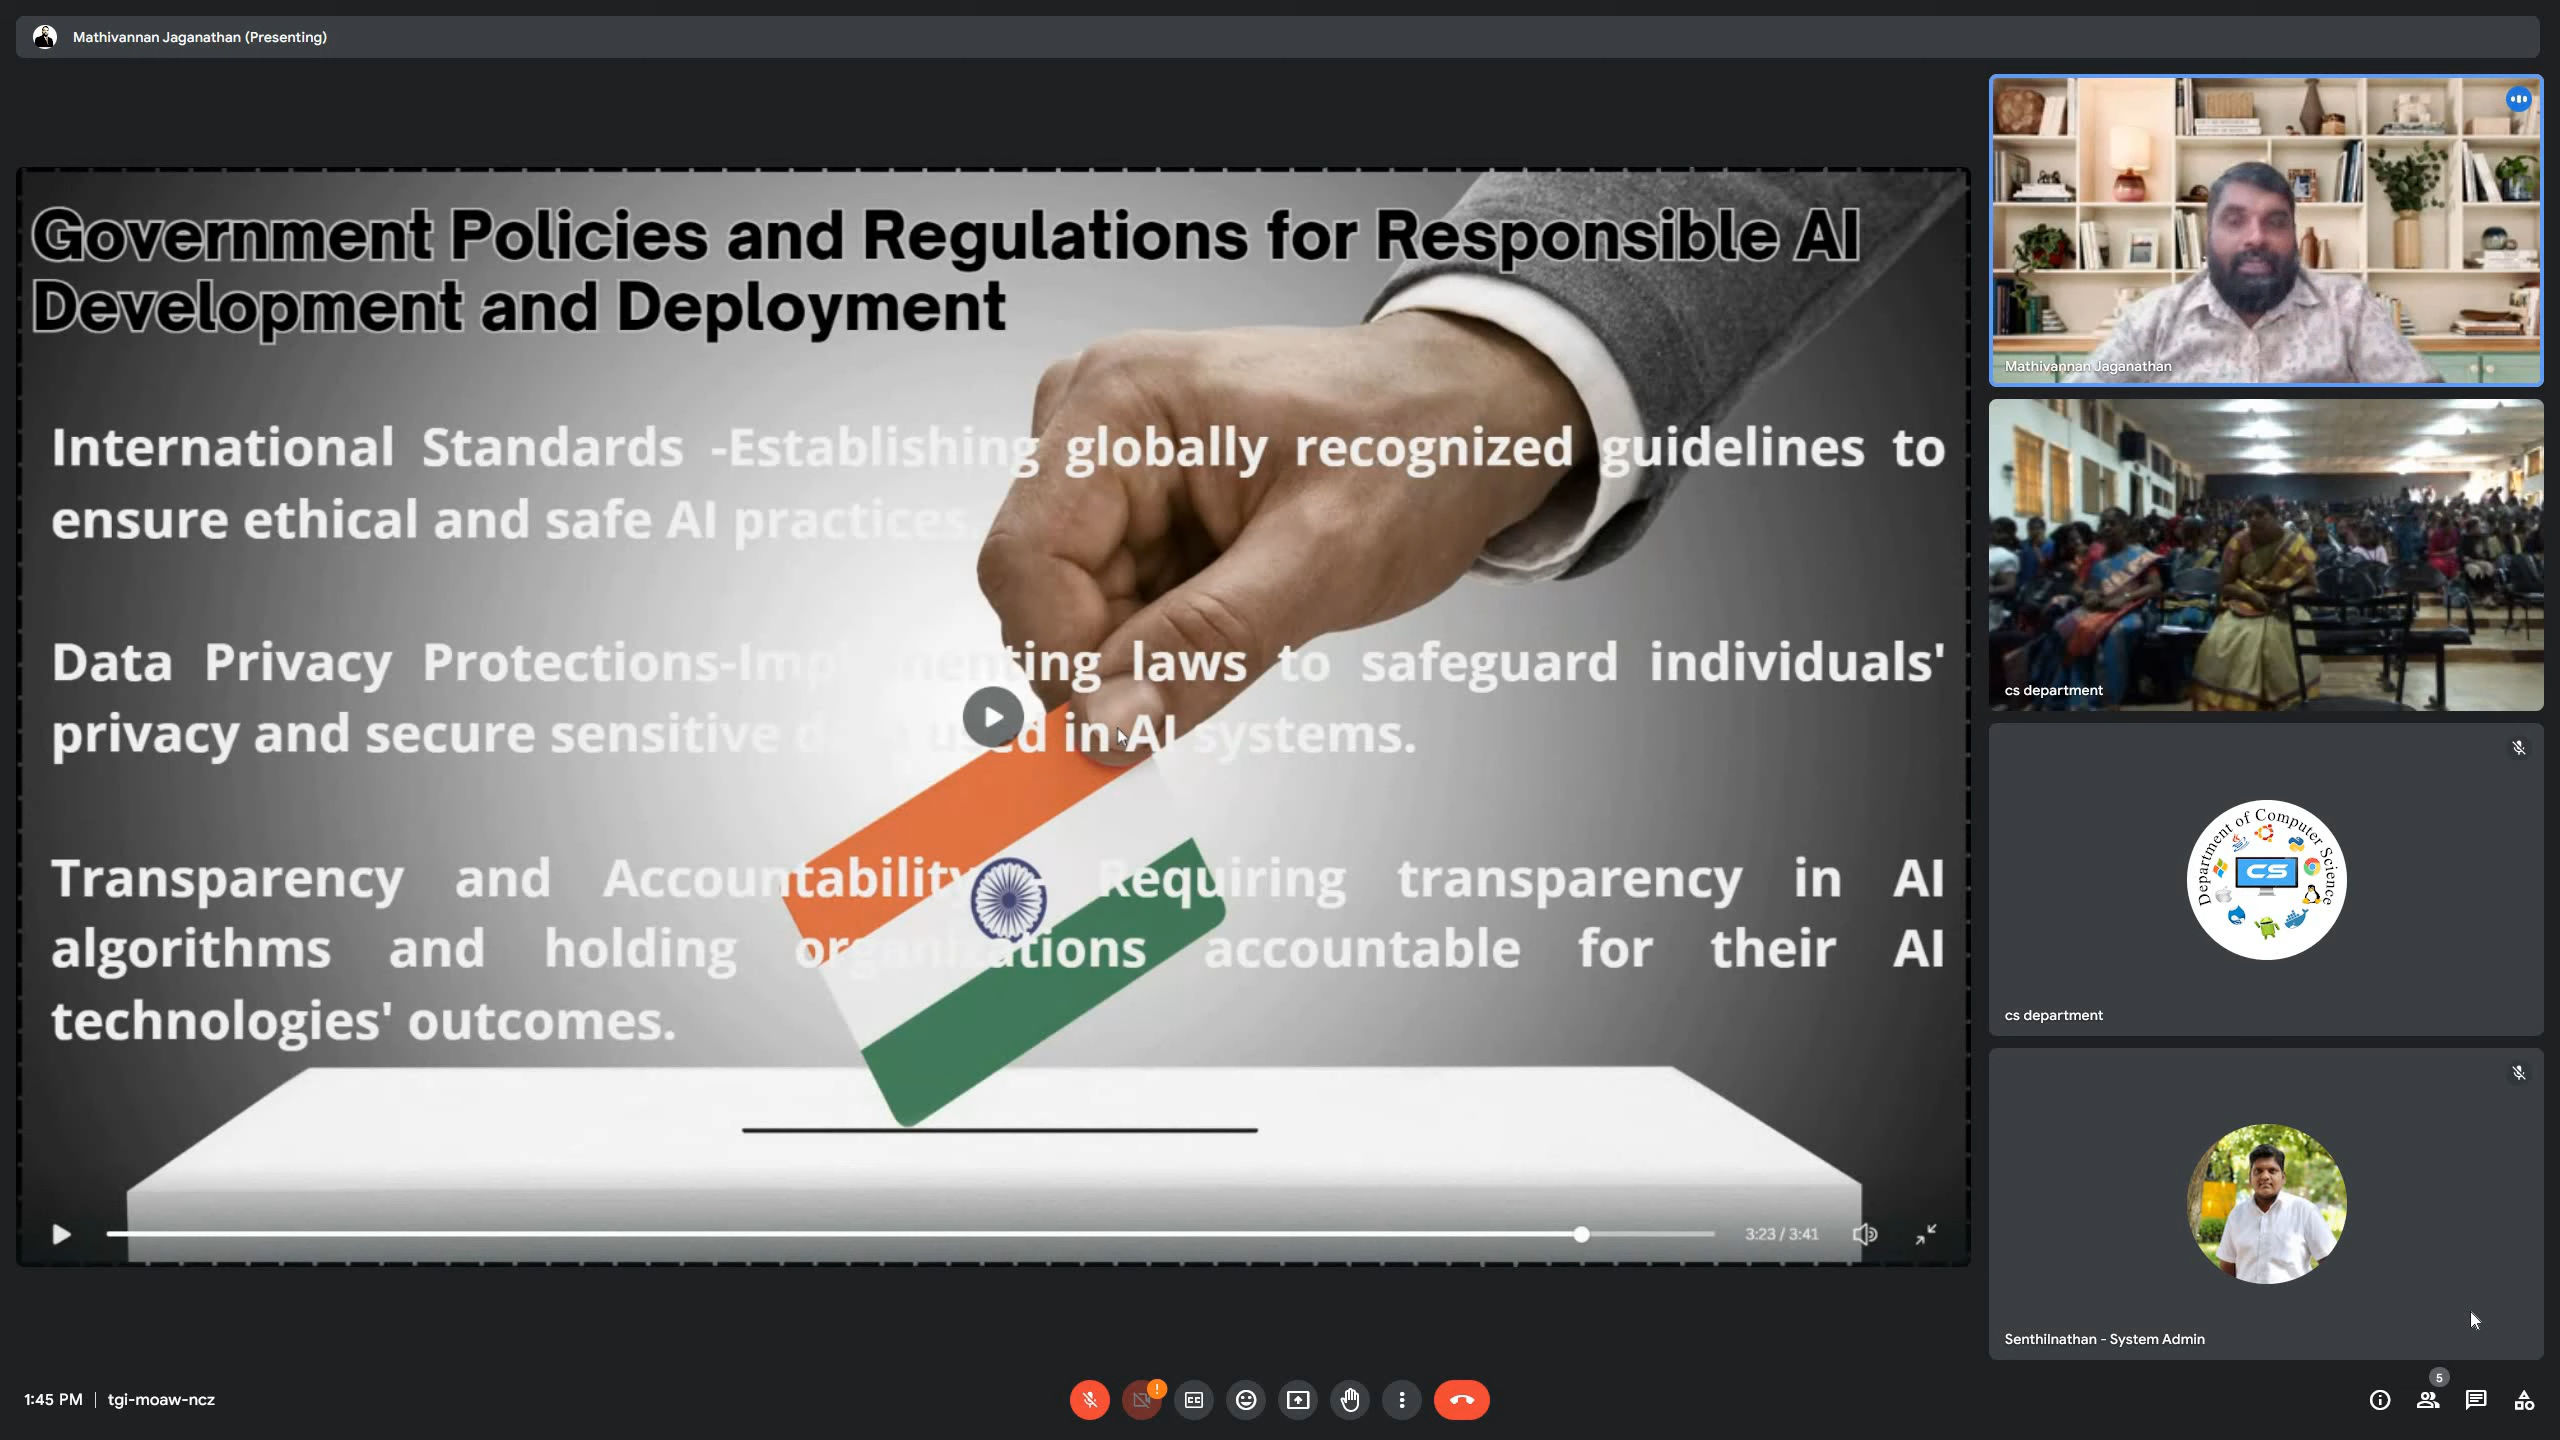 Mathivannan Jaganathan (Presenting)
Government Policies and Regulations for Responsible AI
Development and Deployment
International Standards -Establishing globally recognized guidelines to
ensure ethical and safe AI practices.
Data Privacy Protections-Implementing laws to safeguard individuals'
privacy and secure sensitive data used in AI systems.
Transparency and Accountability Requiring transparency in AI
algorithms and holding organizations accountable for their AI
technologies' outcomes.
3:23 / 3:41
Mathivannan Jaganathan
cs department
Department of Computer Science
CS
cs department
Senthilnathan - System Admin
1:45 PM | tgi-moaw-ncz
5